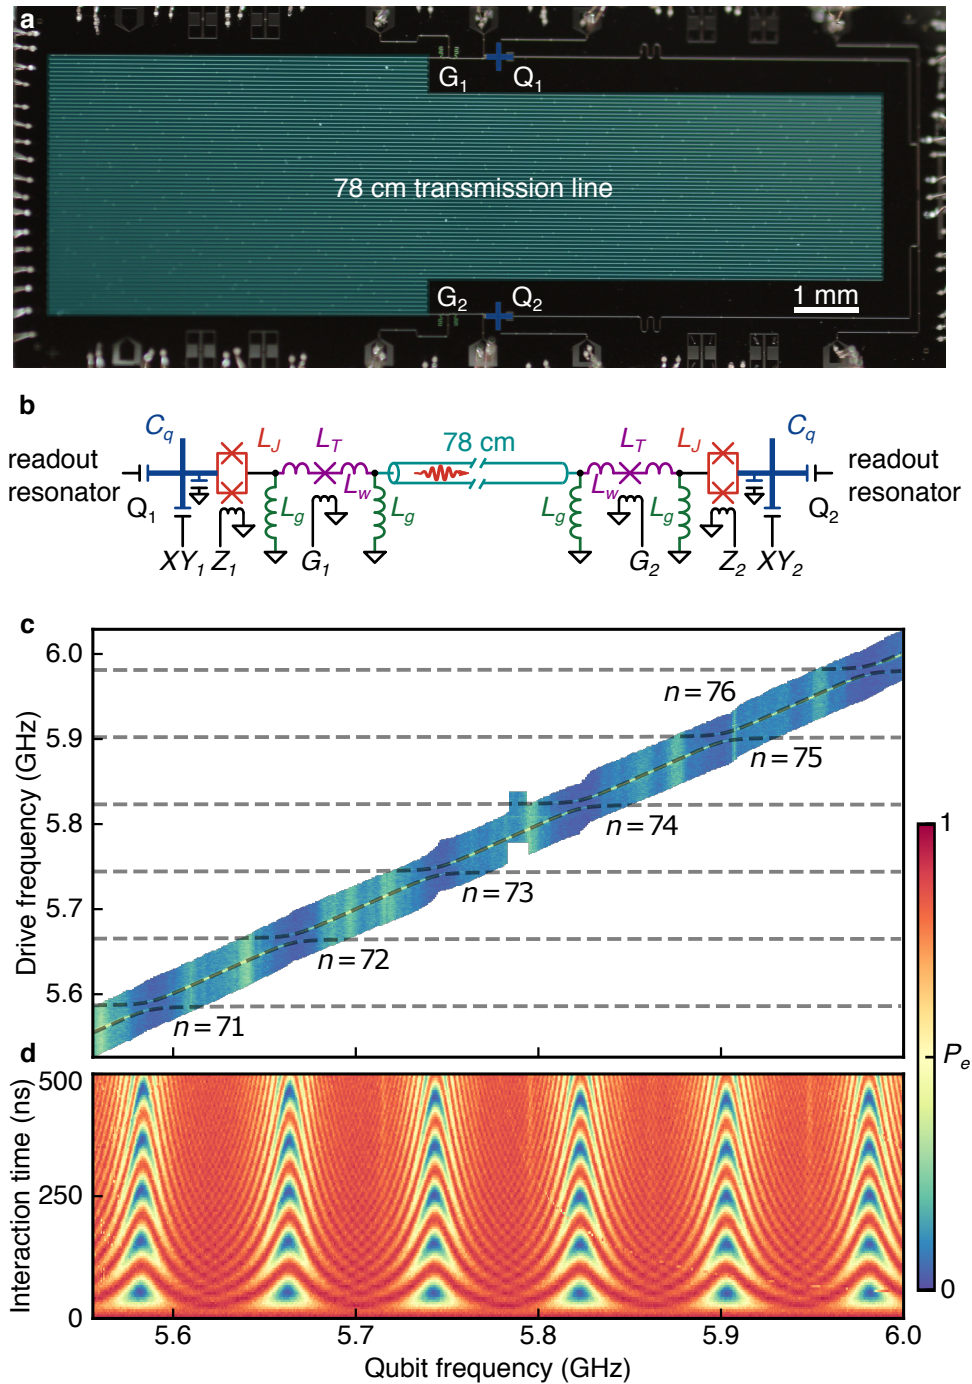 a
G1 Q1
78 cm transmission line
G2 Q2
1 mm
b
Cq LJ LT 78 cm LT LJ Cq
readout resonator
Q1
Lg Lw Lg
Lg Lw Lg
readout resonator
Q2
XY1 Z1 G1 G2 Z2 XY2
c
Drive frequency (GHz)
6.0
5.9
5.8
5.7
5.6
n=76
n=75
n=74
n=73
n=72
n=71
1
Pe
0
d
Interaction time (ns)
500
250
0
5.6 5.7 5.8 5.9 6.0
Qubit frequency (GHz)